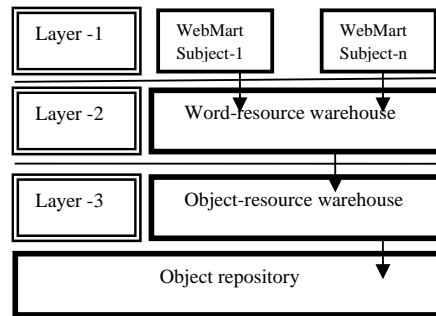 Layer -1
WebMart
Subject-1
WebMart
Subject-n
Layer -2
Word-resource warehouse
Layer -3
Object-resource warehouse
Object repository